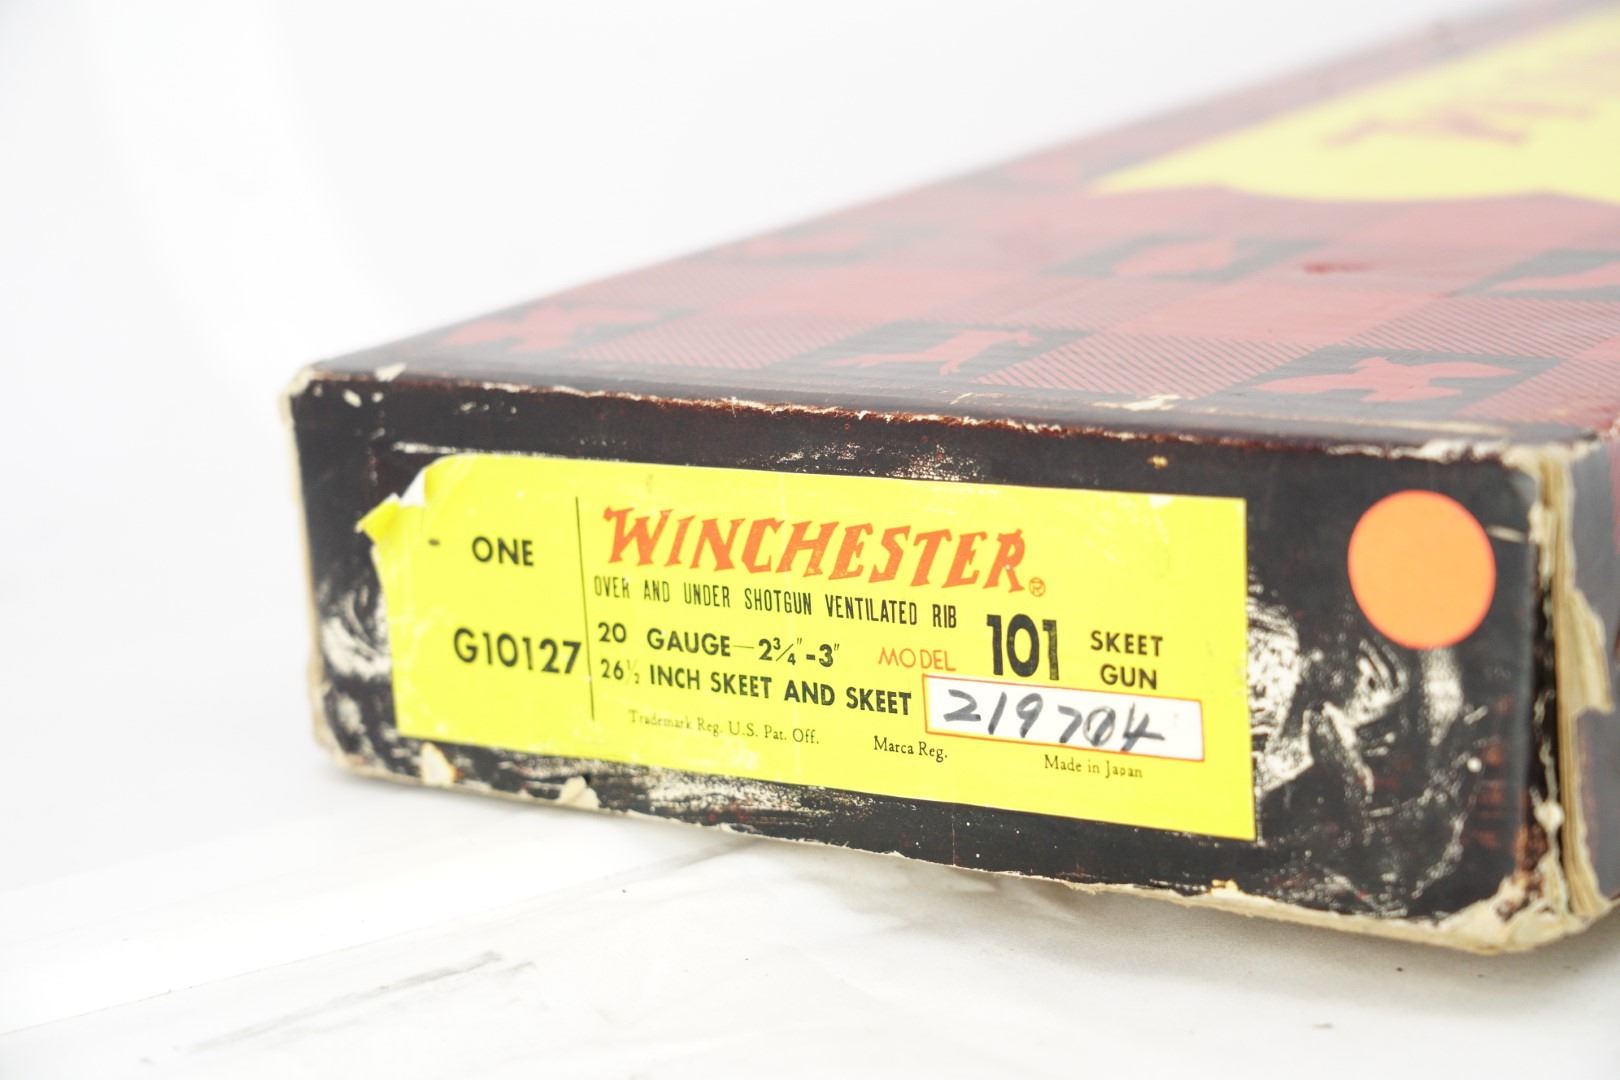 ONE
G10127
WINCHESTER®
OVER AND UNDER SHOTGUN VENTILATED RIB
20 GAUGE—2¾"-3"
MODEL 101 SKEET GUN
26½ INCH SKEET AND SKEET
219704
Trademark Reg. U.S. Pat. Off.
Marca Reg.
Made in Japan